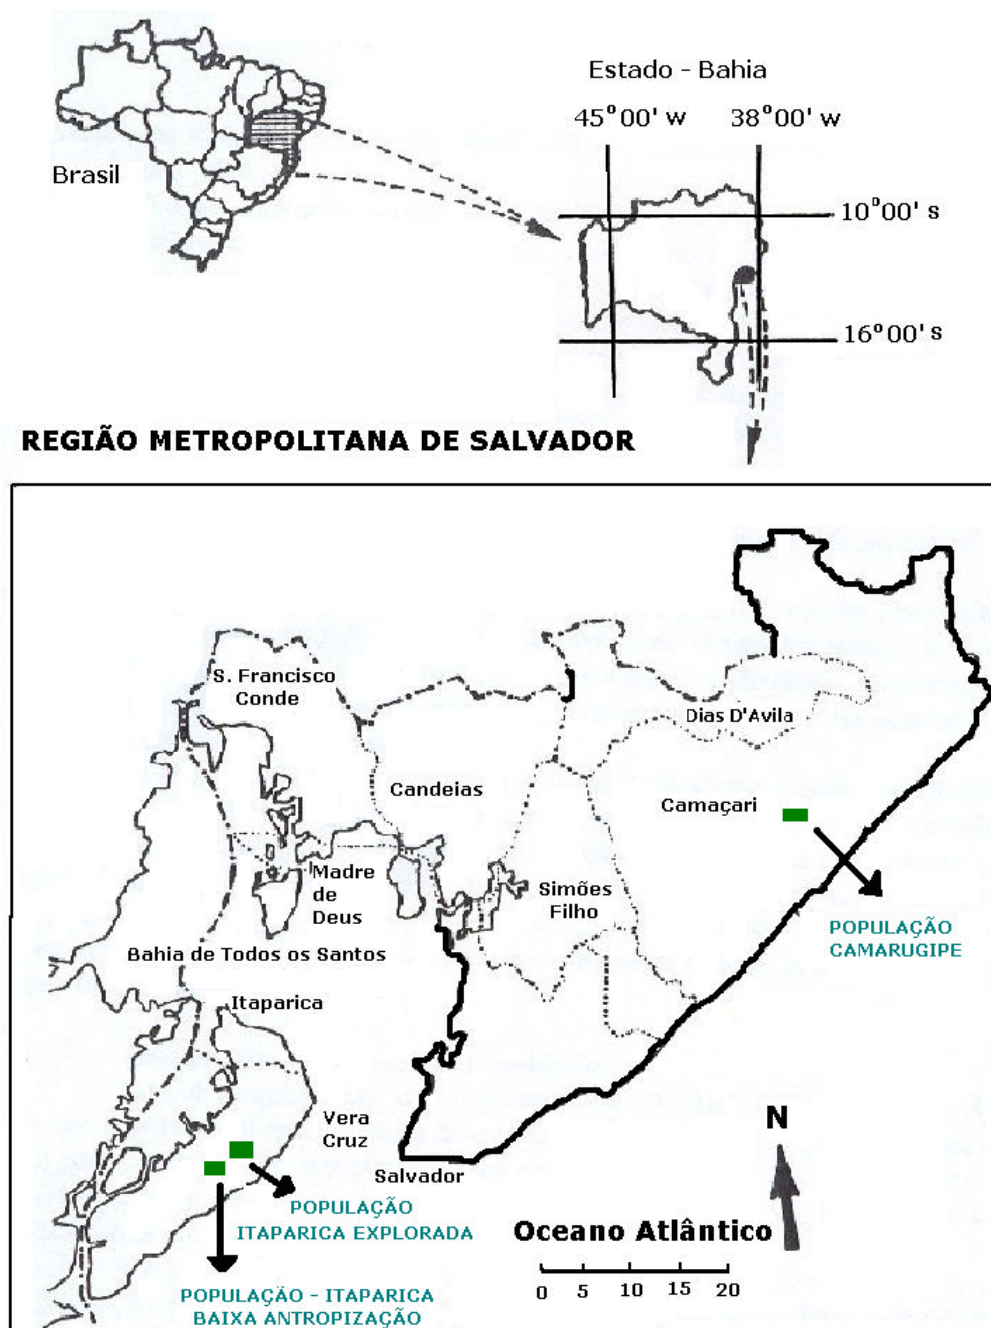 Estado - Bahia
45°00' w 38°00' w
Brasil
10°00' s
16°00' s
REGIÃO METROPOLITANA DE SALVADOR
S. Francisco
Conde
Dias D'Avila
Candeias
Camaçari
Madre
de
Deus
Simões
Filho
POPULAÇÃO
CAMARUGIPE
Bahia de Todos os Santos
Itaparica
Vera
Cruz
N
Salvador
POPULAÇÃO
ITAPARICA EXPLORADA
Oceano Atlântico
0 5 10 15 20
POPULAÇÃO - ITAPARICA
BAIXA ANTROPIZAÇÃO